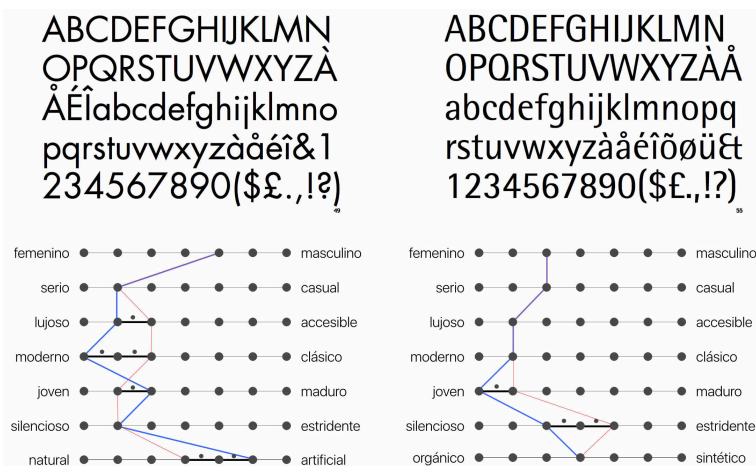 ABCDEFGHIJKLMN
OPQRSTUVWXYZÀ
ÅÉÎabcdefghijklmno
pqrstuvwxyzàåéî&1
234567890($£.,!?)
49
femenino masculino
serio casual
lujoso accesible
moderno clásico
joven maduro
silencioso estridente
natural artificial
ABCDEFGHIJKLMN
OPQRSTUVWXYZÀÅ
abcdefghijklmnopq
rstuvwxyzàåéîõøü&
1234567890($£.,!?)
55
femenino masculino
serio casual
lujoso accesible
moderno clásico
joven maduro
silencioso estridente
orgánico sintético